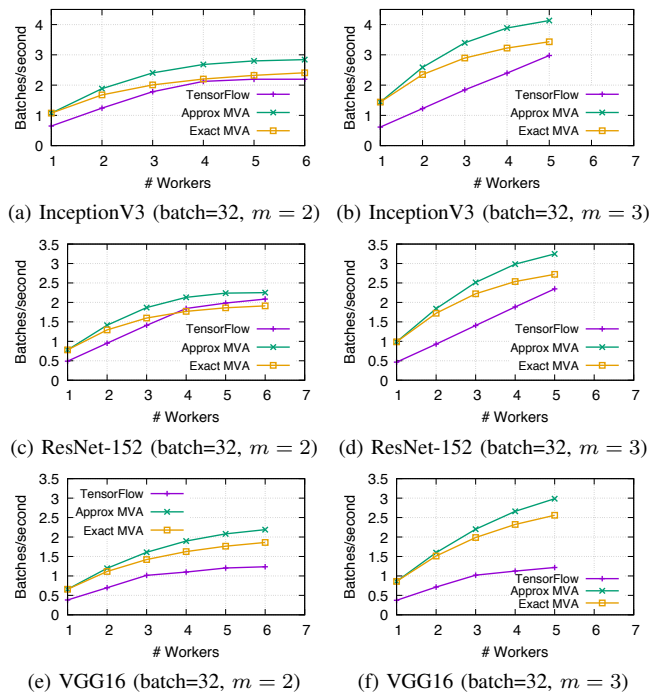 4
3
2
1
0
Batches/second
TensorFlow
Approx MVA
Exact MVA
1 2 3 4 5 6
# Workers
(a) InceptionV3 (batch=32, m = 2)
4
3
2
1
0
Batches/second
TensorFlow
Approx MVA
Exact MVA
1 2 3 4 5 6 7
# Workers
(b) InceptionV3 (batch=32, m = 3)
3.5
3
2.5
2
1.5
1
0.5
0
Batches/second
TensorFlow
Approx MVA
Exact MVA
1 2 3 4 5 6 7
# Workers
(c) ResNet-152 (batch=32, m = 2)
3.5
3
2.5
2
1.5
1
0.5
0
Batches/second
TensorFlow
Approx MVA
Exact MVA
1 2 3 4 5 6 7
# Workers
(d) ResNet-152 (batch=32, m = 3)
3.5
3
2.5
2
1.5
1
0.5
0
Batches/second
TensorFlow
Approx MVA
Exact MVA
1 2 3 4 5 6 7
# Workers
(e) VGG16 (batch=32, m = 2)
3.5
3
2.5
2
1.5
1
0.5
0
Batches/second
TensorFlow
Approx MVA
Exact MVA
1 2 3 4 5 6 7
# Workers
(f) VGG16 (batch=32, m = 3)